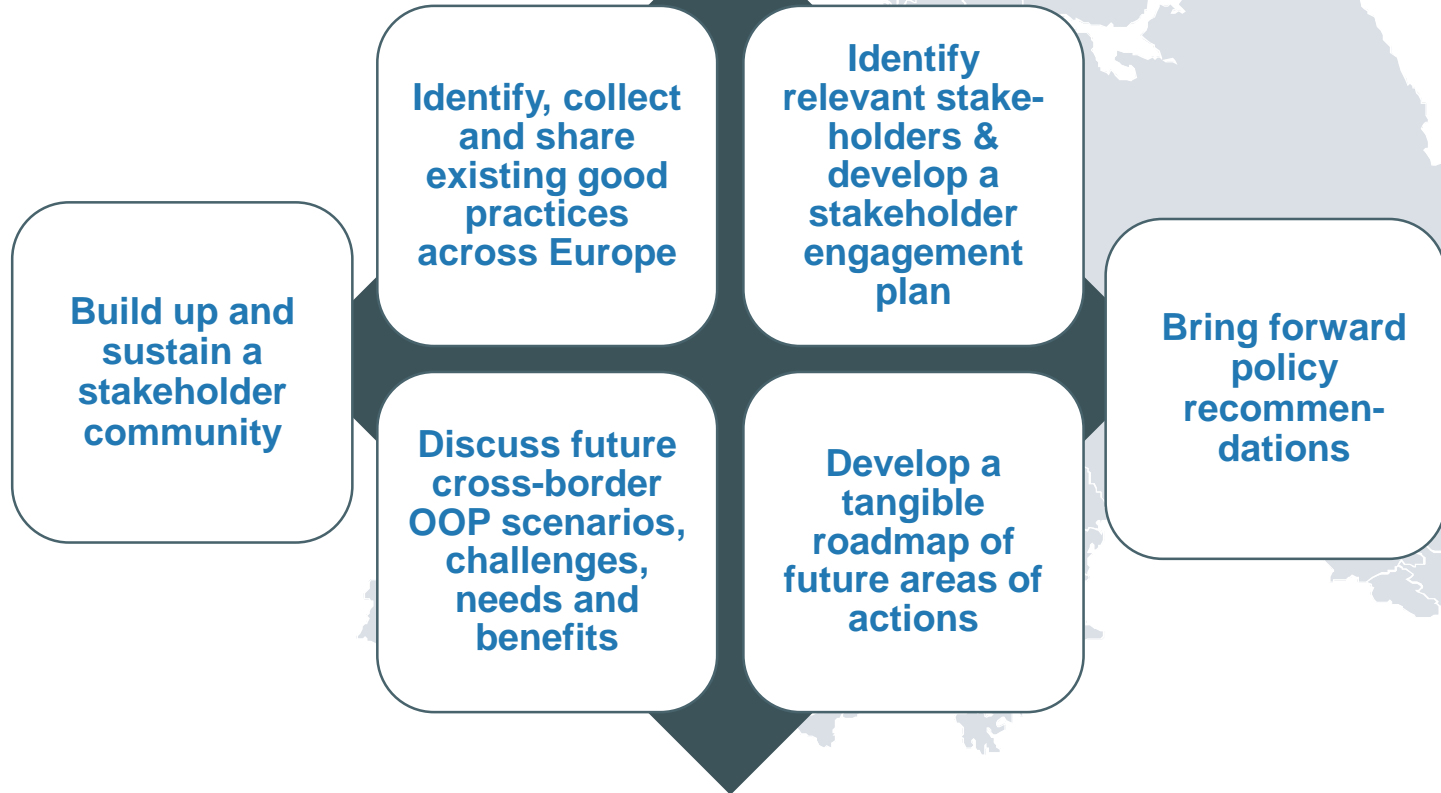 Build up and
sustain a
stakeholder
community
Identify, collect
and share
existing good
practices
across Europe
Identify
relevant stake-
holders &
develop a
stakeholder
engagement
plan
Discuss future
cross-border
OOP scenarios,
challenges,
needs and
benefits
Develop a
tangible
roadmap of
future areas of
actions
Bring forward
policy
recommen-
dations